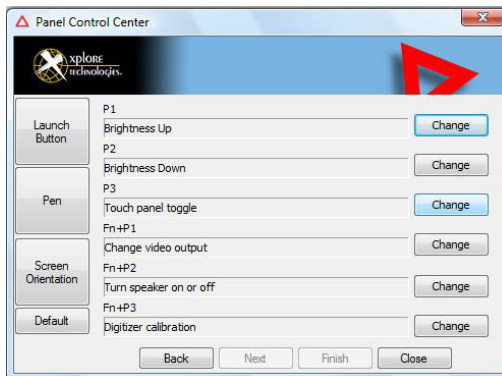 Panel Control Center
xplore
technologies.
Launch
Button
Pen
Screen
Orientation
Default
P1
Brightness Up
Change
P2
Brightness Down
Change
P3
Touch panel toggle
Change
Fn+P1
Change video output
Change
Fn+P2
Turn speaker on or off
Change
Fn+P3
Digitizer calibration
Change
Back
Next
Finish
Close